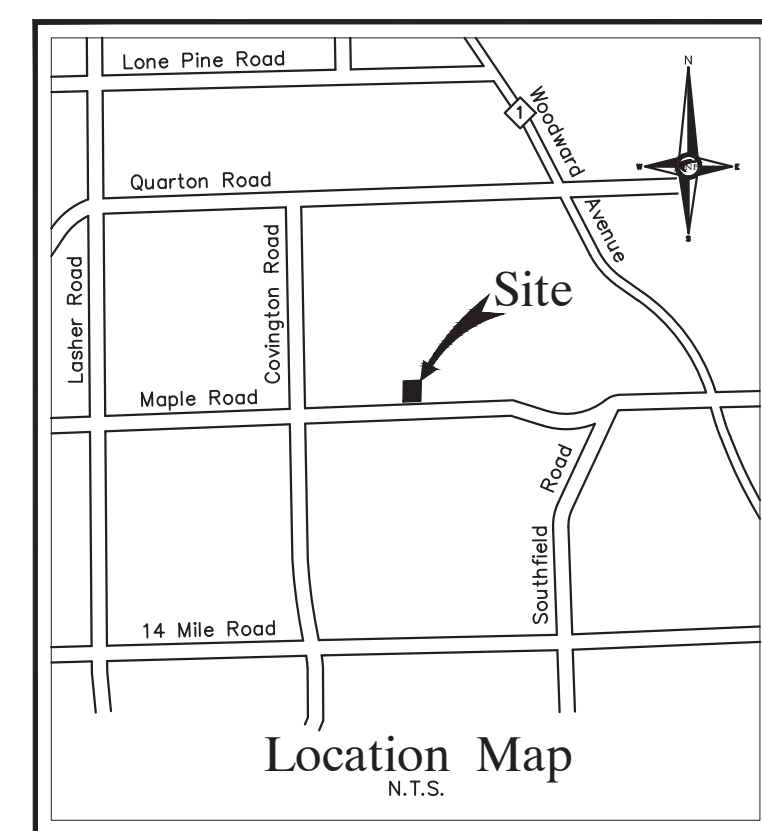 Lone Pine Road
N
1
Woodward
W
E
Quarton Road
Avenue
S
Lasher Road
Covington Road
Site
Maple Road
Road
Southfield
14 Mile Road
Location Map
N.T.S.